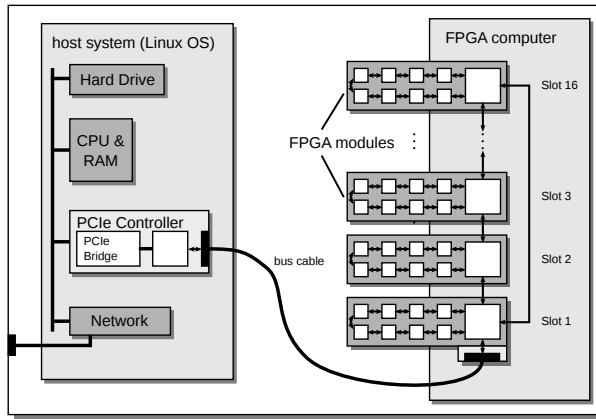 host system (Linux OS)
Hard Drive
CPU &
RAM
PCIe Controller
PCIe
Bridge
Network
bus cable
FPGA computer
FPGA modules
Slot 16
Slot 3
Slot 2
Slot 1